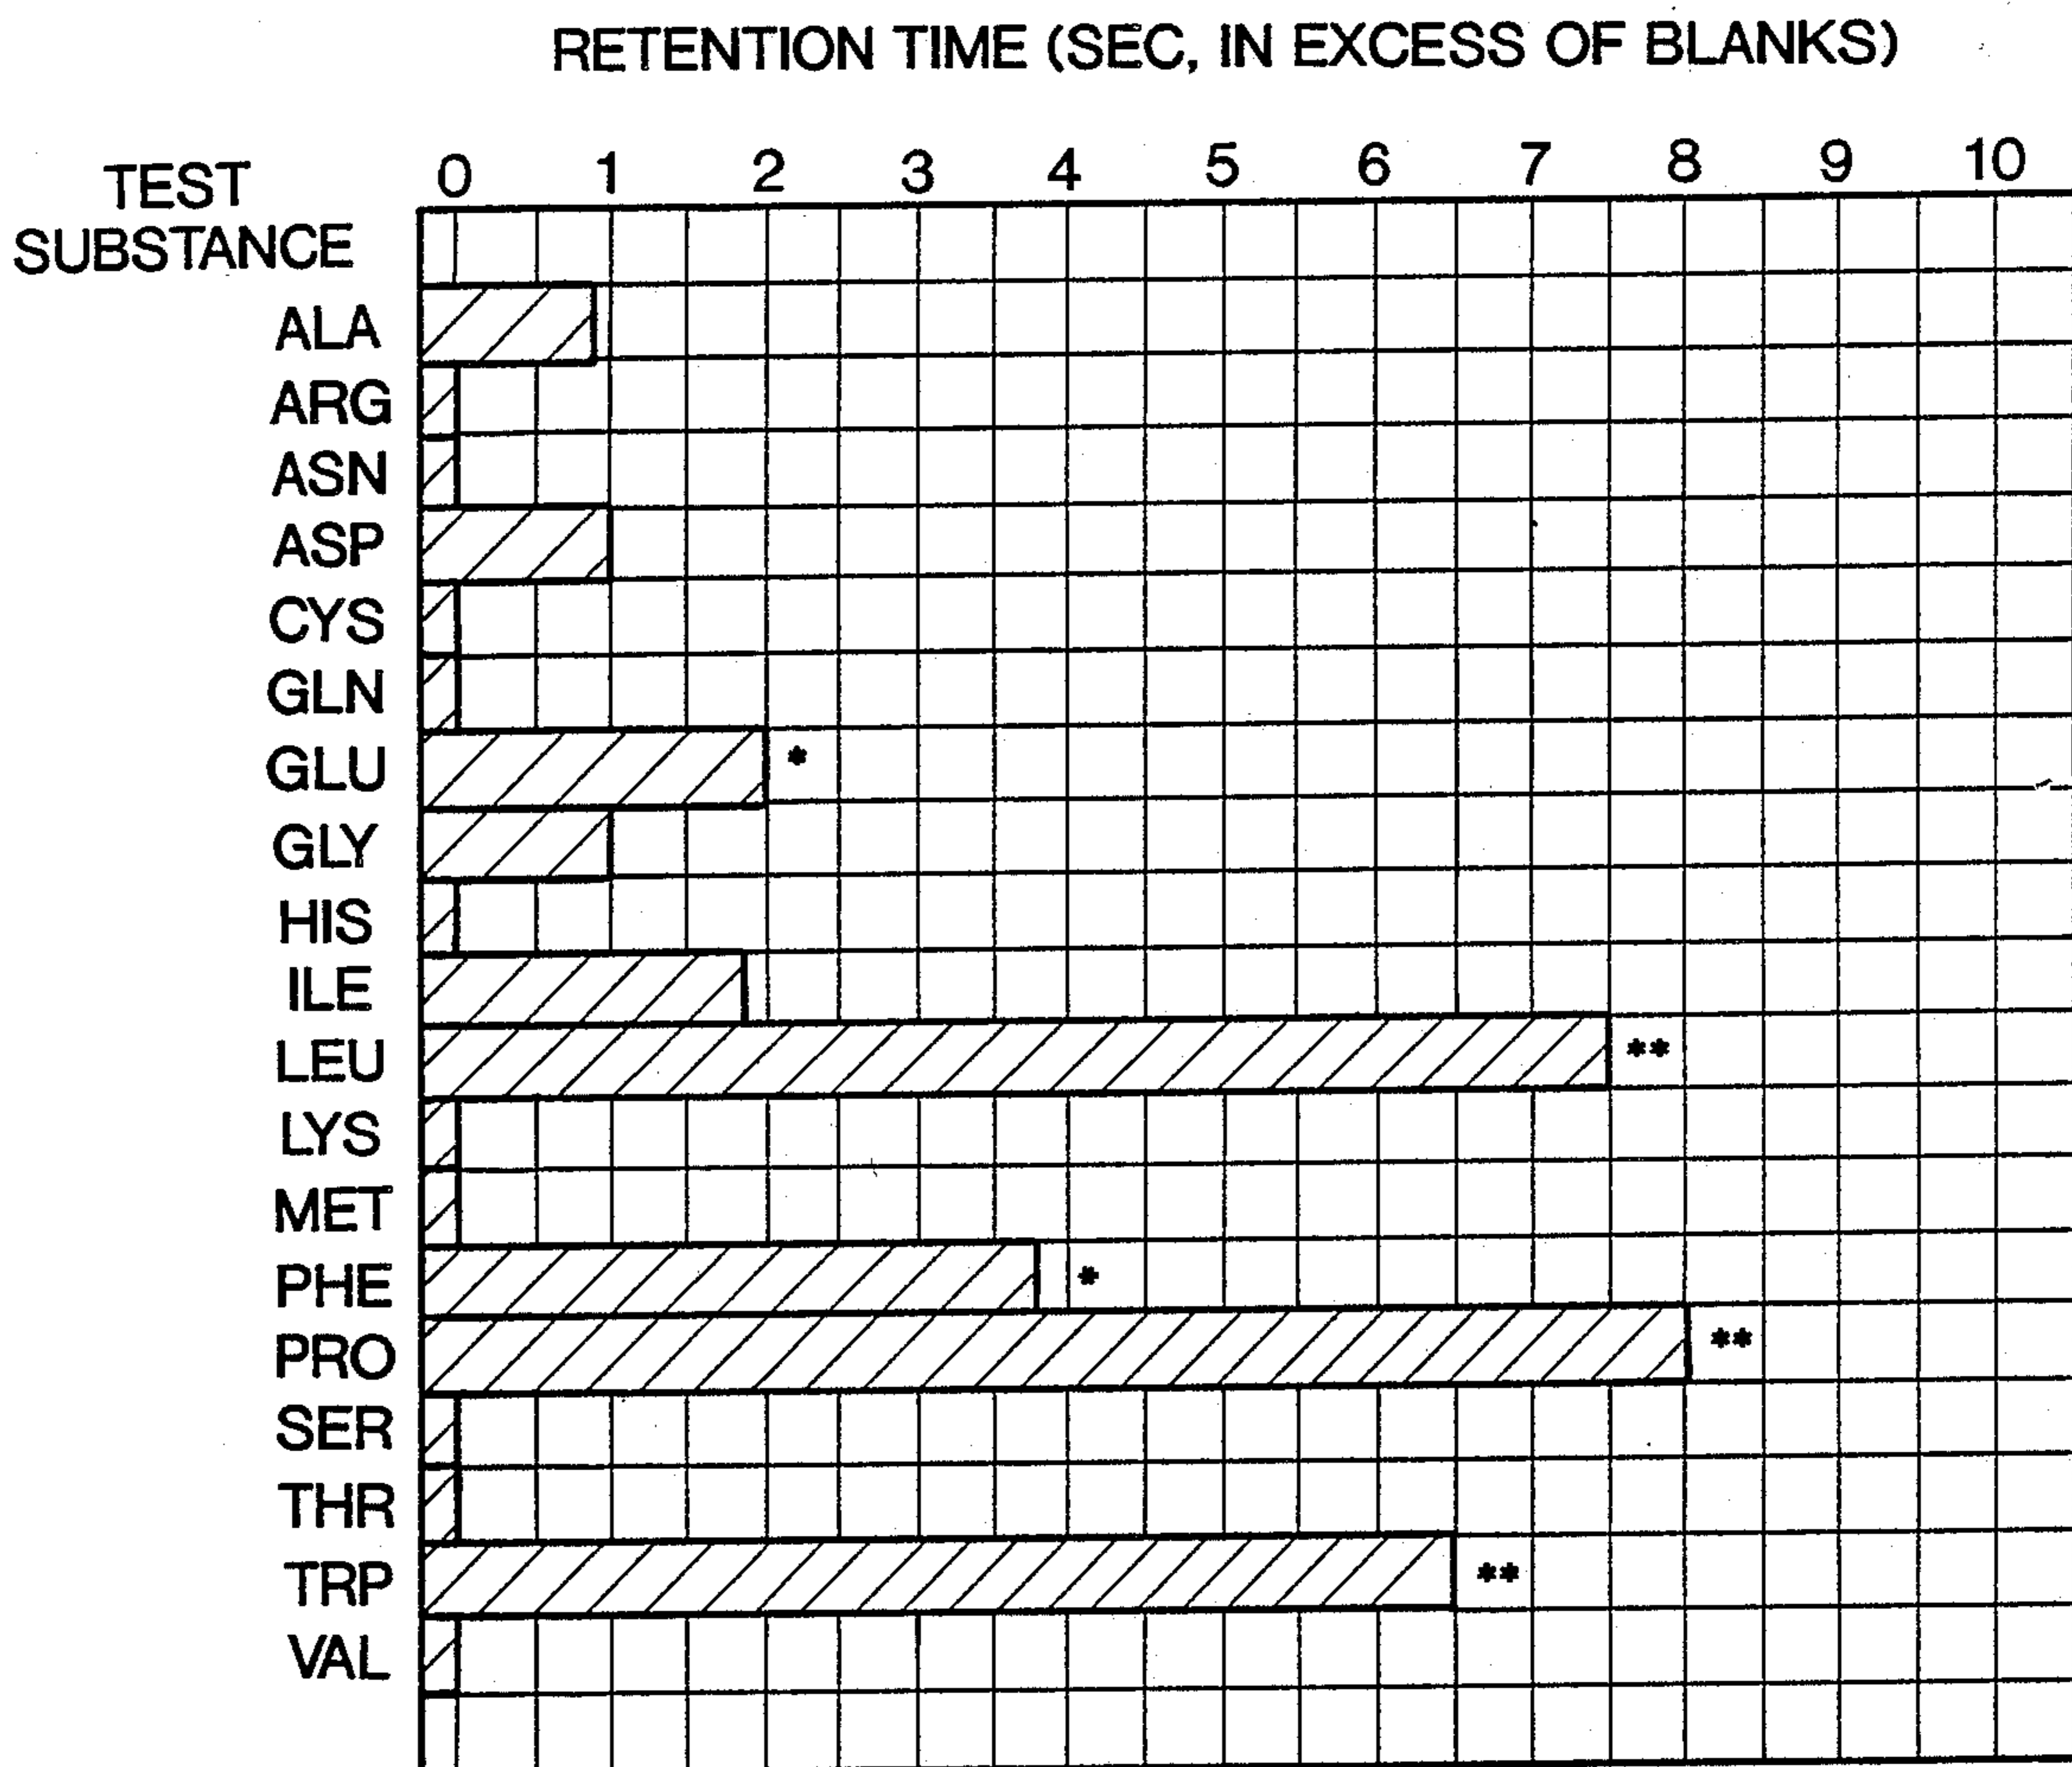 RETENTION TIME (SEC, IN EXCESS OF BLANKS)
TEST SUBSTANCE
0 1 2 3 4 5 6 7 8 9 10
ALA
ARG
ASN
ASP
CYS
GLN
GLU *
GLY
HIS
ILE
LEU **
LYS
MET
PHE *
PRO **
SER
THR
TRP **
VAL